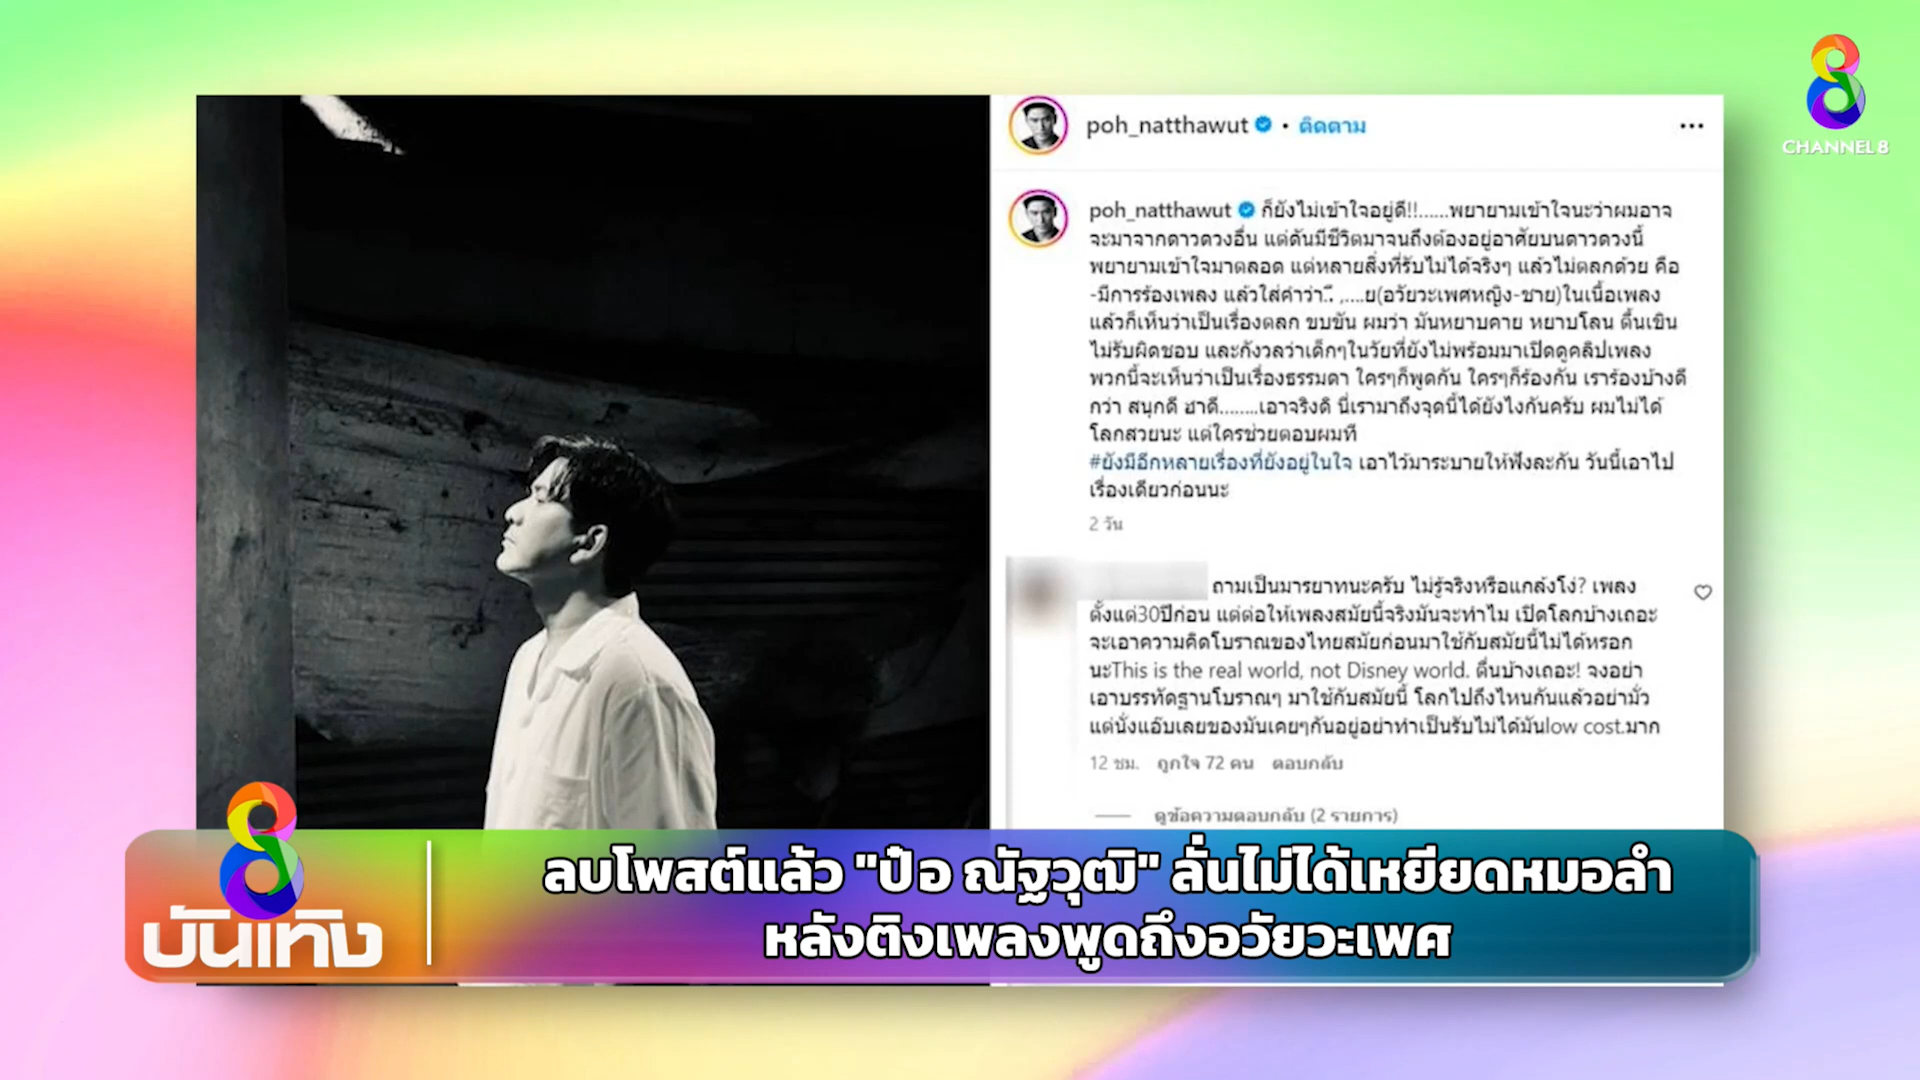 CHANNEL 8
poh_natthawut • ติดตาม
poh_natthawut ก็ยังไม่เข้าใจอยู่ดี!!......พยายามเข้าใจนะว่าผมอาจ
จะมาจากดาวดวงอื่น แต่ดันมีชีวิตมาจนถึงต้องอยู่อาศัยบนดาวดวงนี้
พยายามเข้าใจมาตลอด แต่หลายสิ่งที่รับไม่ได้จริงๆ แล้วไม่ตลกด้วย คือ
-มีการร้องเพลง แล้วใส่คำว่า ,....ย(อวัยวะเพศหญิง-ชาย)ในเนื้อเพลง
แล้วก็เห็นว่าเป็นเรื่องตลก ขบขัน ผมว่า มันหยาบคาย หยาบโลน ตื้นเขิน
ไม่รับผิดชอบ และกังวลว่าเด็กๆในวัยที่ยังไม่พร้อมมาเปิดดูคลิปเพลง
พวกนี้จะเห็นว่าเป็นเรื่องธรรมดา ใครๆก็พูดกัน ใครๆก็ร้องกัน เราร้องบ้างดี
กว่า สนุกดี ฮาดี........เอาจริงดิ นี่เรามาถึงจุดนี้ได้ยังไงกันครับ ผมไม่ได้
โลกสวยนะ แต่ใครช่วยตอบผมที
#ยังมีอีกหลายเรื่องที่ยังอยู่ในใจ เอาไว้มาระบายให้ฟังละกัน วันนี้เอาไป
เรื่องเดียวก่อนนะ
2 วัน
ถามเป็นมารยาทนะครับ ไม่รู้จริงหรือแกล้งโง่? เพลง
ตั้งแต่30ปีก่อน แต่ต่อให้เพลงสมัยนี้จริงมันจะทำไม เปิดโลกบ้างเถอะ
จะเอาความคิดโบราณของไทยสมัยก่อนมาใช้กับสมัยนี้ไม่ได้หรอก
นะThis is the real world, not Disney world. ตื่นบ้างเถอะ! จงอย่า
เอาบรรทัดฐานโบราณๆ มาใช้กับสมัยนี้ โลกไปถึงไหนกันแล้วอย่ามั่ว
แต่นั่งแอ๊บเลยของมันเคยๆกันอยู่อย่าทำเป็นรับไม่ได้มันlow cost.มาก
12 ชม. ถูกใจ 72 คน ตอบกลับ
ดูข้อความตอบกลับ (2 รายการ)
8
บันเทิง
ลบโพสต์แล้ว "ป๋อ ณัฐวุฒิ" ลั่นไม่ได้เหยียดหมอลำ
หลังติงเพลงพูดถึงอวัยวะเพศ